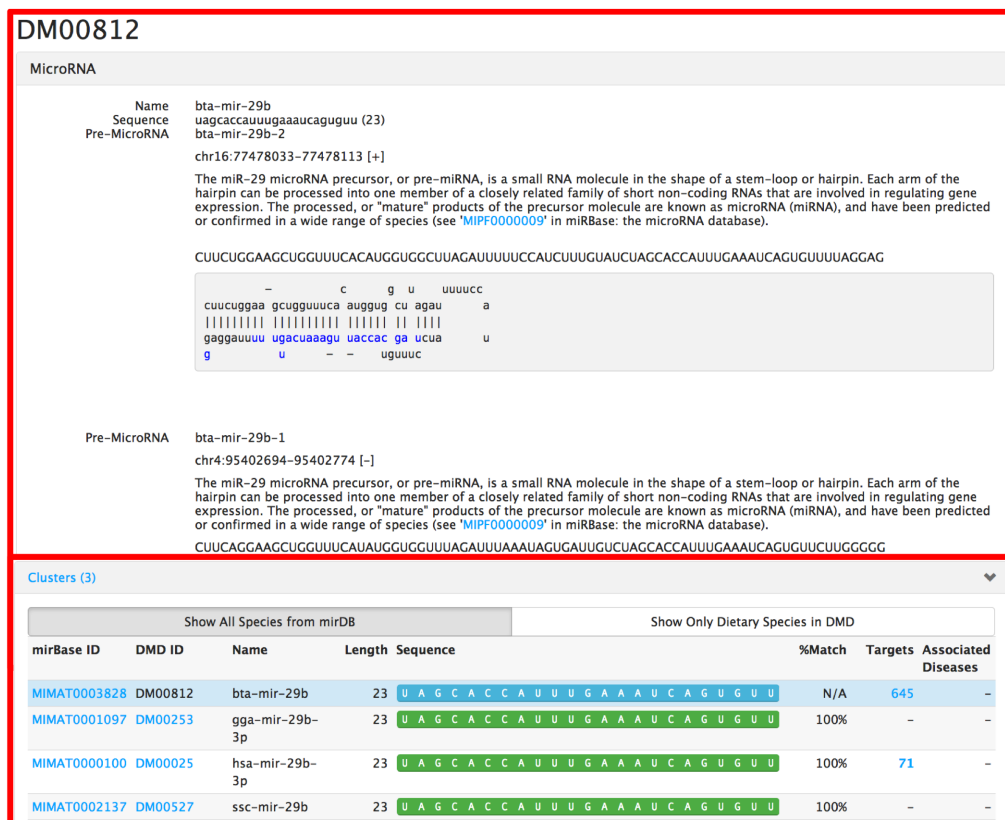 DM00812
MicroRNA
Name bta-mir-29b
Sequence uagcaccauuugaaaucaguguu (23)
Pre-MicroRNA bta-mir-29b-2
chr16:77478033-77478113 [+]
The miR-29 microRNA precursor, or pre-miRNA, is a small RNA molecule in the shape of a stem-loop or hairpin. Each arm of the
hairpin can be processed into one member of a closely related family of short non-coding RNAs that are involved in regulating gene
expression. The processed, or "mature" products of the precursor molecule are known as microRNA (miRNA), and have been predicted
or confirmed in a wide range of species (see 'MIPF0000009' in miRBase: the microRNA database).
CUUCUGGAAGCUGGUUUCACAUGGUGGCUUAGAUUUUUCCAUCUUUGUAUCUAGCACCAUUUGAAAUCAGUGUUUUAGGAG
- c g u uuuucc
cuucuggaa gcugguuuca auggug cu agau a
||||||||| |||||||||| |||||| || ||||
gaggauuuu ugacuaaagu uaccac ga ucua u
g u - - uguuuc
Pre-MicroRNA bta-mir-29b-1
chr4:95402694-95402774 [-]
The miR-29 microRNA precursor, or pre-miRNA, is a small RNA molecule in the shape of a stem-loop or hairpin. Each arm of the
hairpin can be processed into one member of a closely related family of short non-coding RNAs that are involved in regulating gene
expression. The processed, or "mature" products of the precursor molecule are known as microRNA (miRNA), and have been predicted
or confirmed in a wide range of species (see 'MIPF0000009' in miRBase: the microRNA database).
CUUCAGGAAGCUGGUUUCAUAUGGUGGUUUAGAUUUAAAUAGUGAUUGUCUAGCACCAUUUGAAAUCAGUGUUCUUGGGGG
Clusters (3)
Show All Species from mirDB Show Only Dietary Species in DMD
mirBase ID DMD ID Name Length Sequence %Match Targets Associated
Diseases
MIMAT0003828 DM00812 bta-mir-29b 23 U A G C A C C A U U U G A A A U C A G U G U U N/A 645 -
MIMAT0001097 DM00253 gga-mir-29b- 23 U A G C A C C A U U U G A A A U C A G U G U U 100% - -
3p
MIMAT0000100 DM00025 hsa-mir-29b- 23 U A G C A C C A U U U G A A A U C A G U G U U 100% 71 -
3p
MIMAT0002137 DM00527 ssc-mir-29b 23 U A G C A C C A U U U G A A A U C A G U G U U 100% - -